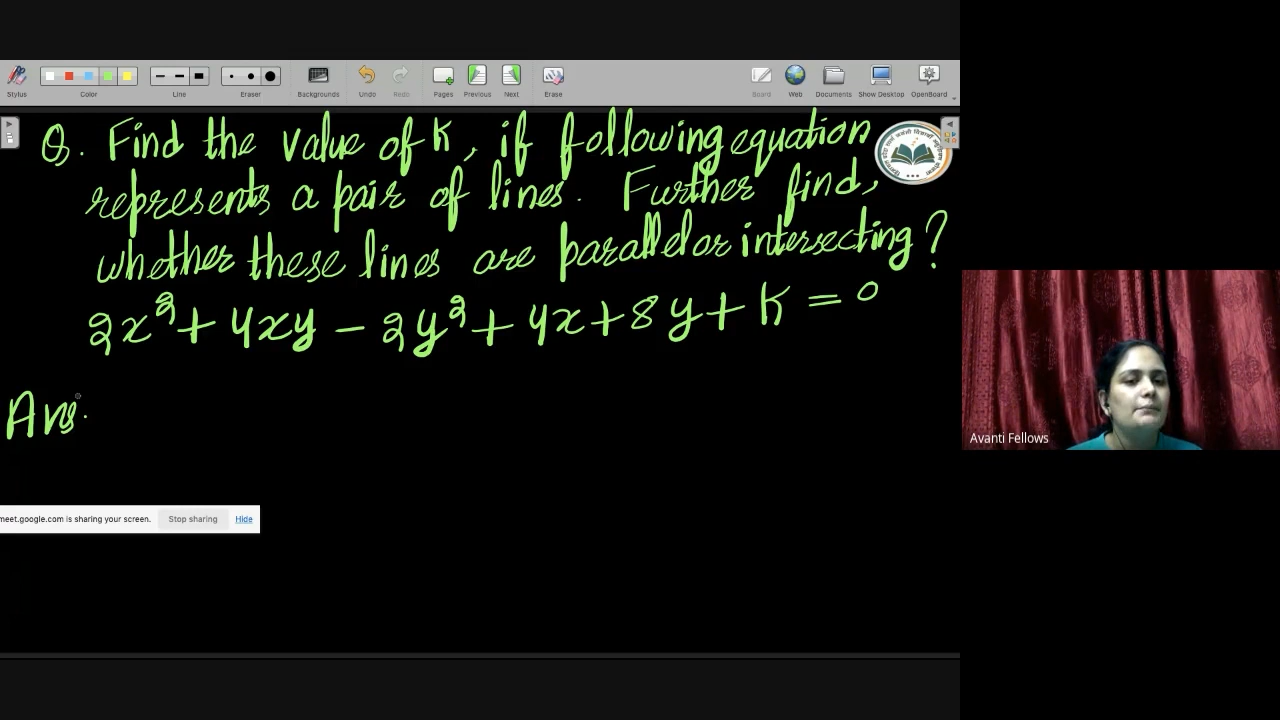 Stylus Color Line Eraser Backgrounds Undo Redo Pages Previous Next Erase Board Web Documents Show Desktop OpenBoard
Q. Find the value of K, if following equation
represents a pair of lines. Further find,
whether these lines are parallel or intersecting?
2x² + 4xy − 2y² + 4x + 8y + K = 0
Ans.
Avanti Fellows
meet.google.com is sharing your screen. Stop sharing Hide